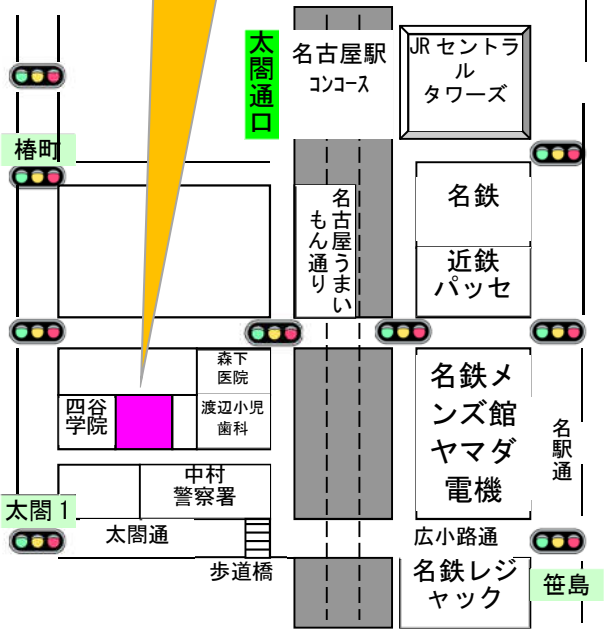 太閤通口
名古屋駅
コンコース
JR セントラ
ル
タワーズ
椿町
名鉄
近鉄
パッセ
名古屋うまい
もん通り
森下
医院
四谷
学院
渡辺小児
歯科
名鉄メ
ンズ館
ヤマダ
電機
名駅通
中村
警察署
太閤1
太閤通
歩道橋
広小路通
名鉄レジ
ャック
笹島